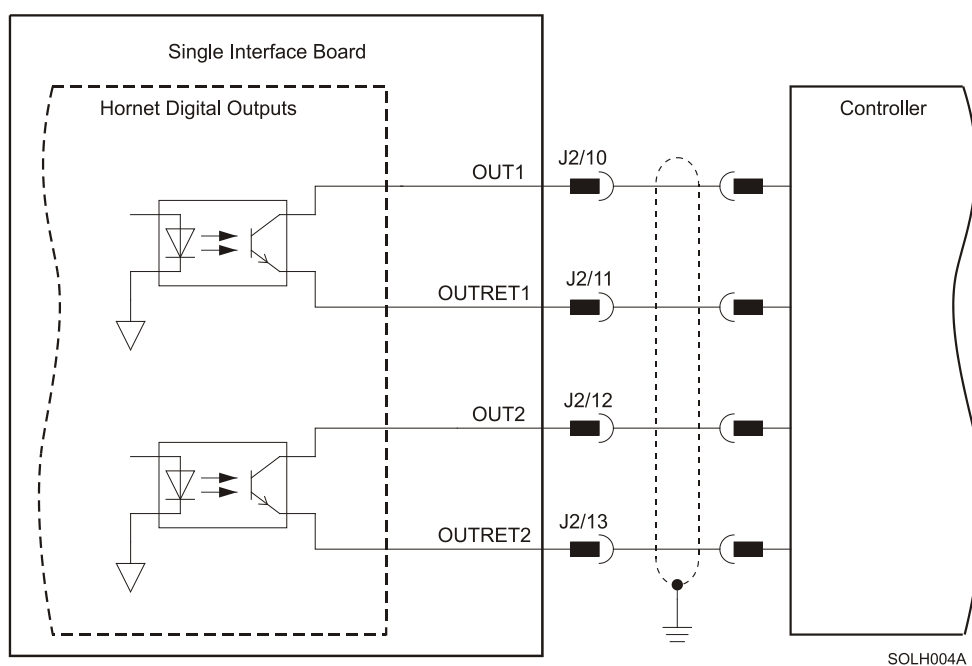 Single Interface Board
Hornet Digital Outputs
Controller
OUT1
J2/10
OUTRET1
J2/11
OUT2
J2/12
OUTRET2
J2/13
SOLH004A